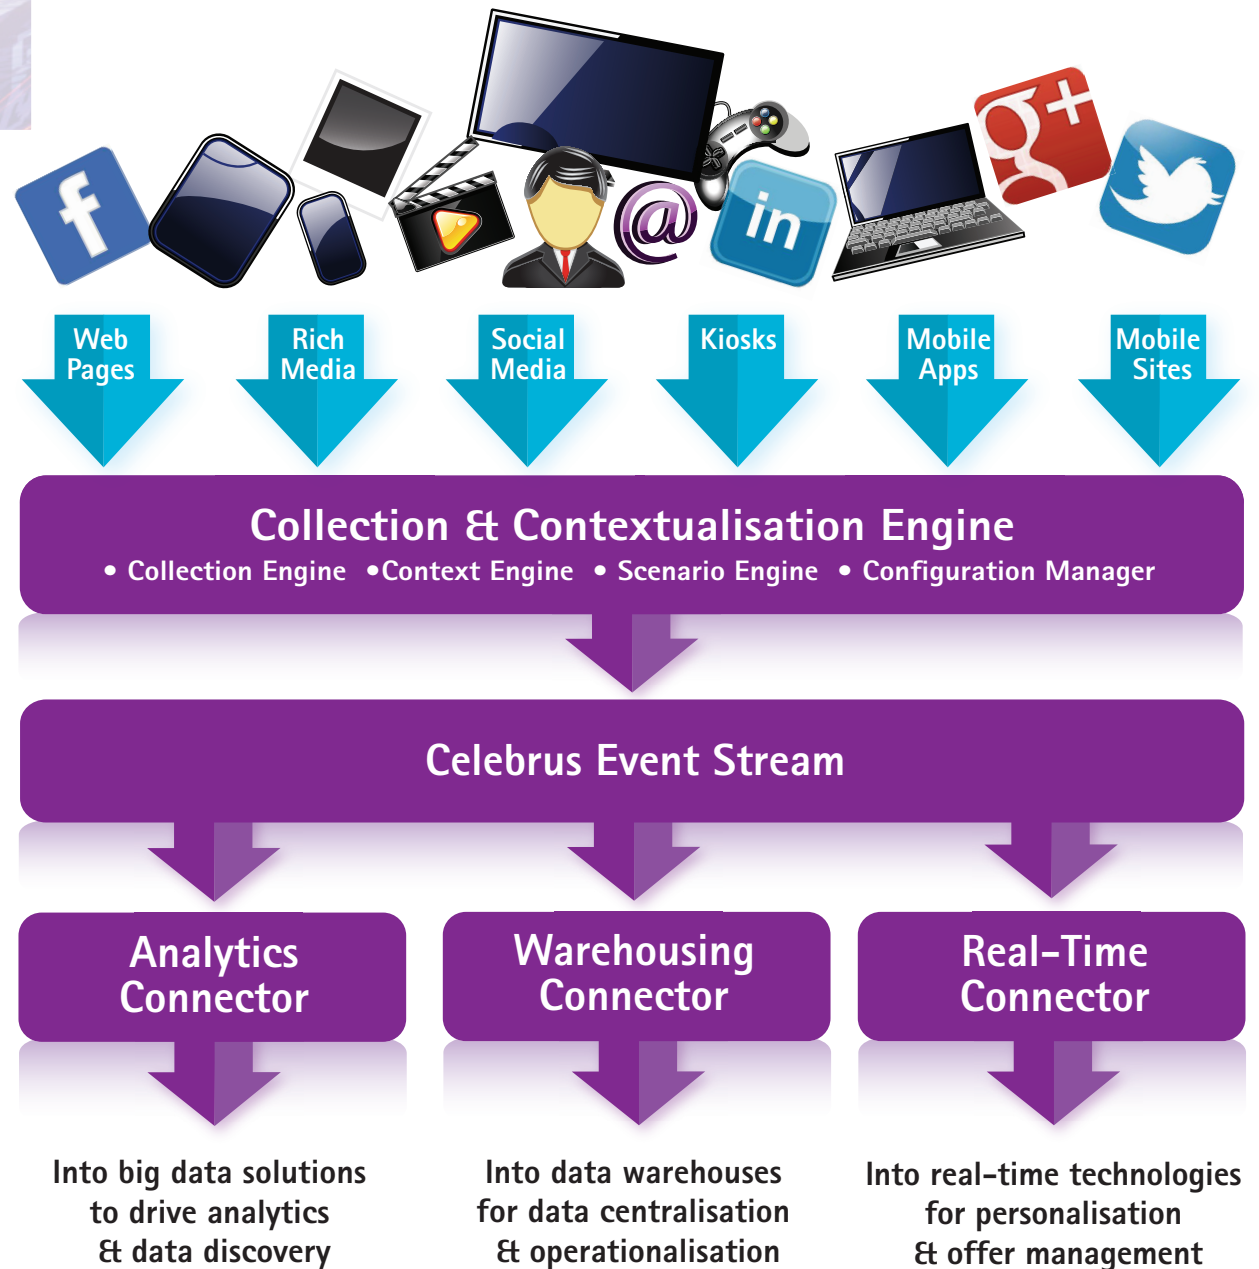 f
in
g+
@
Web
Pages
Rich
Media
Social
Media
Kiosks
Mobile
Apps
Mobile
Sites
Collection & Contextualisation Engine
• Collection Engine •Context Engine • Scenario Engine • Configuration Manager
Celebrus Event Stream
Analytics
Connector
Warehousing
Connector
Real-Time
Connector
Into big data solutions
to drive analytics
& data discovery
Into data warehouses
for data centralisation
& operationalisation
Into real-time technologies
for personalisation
& offer management